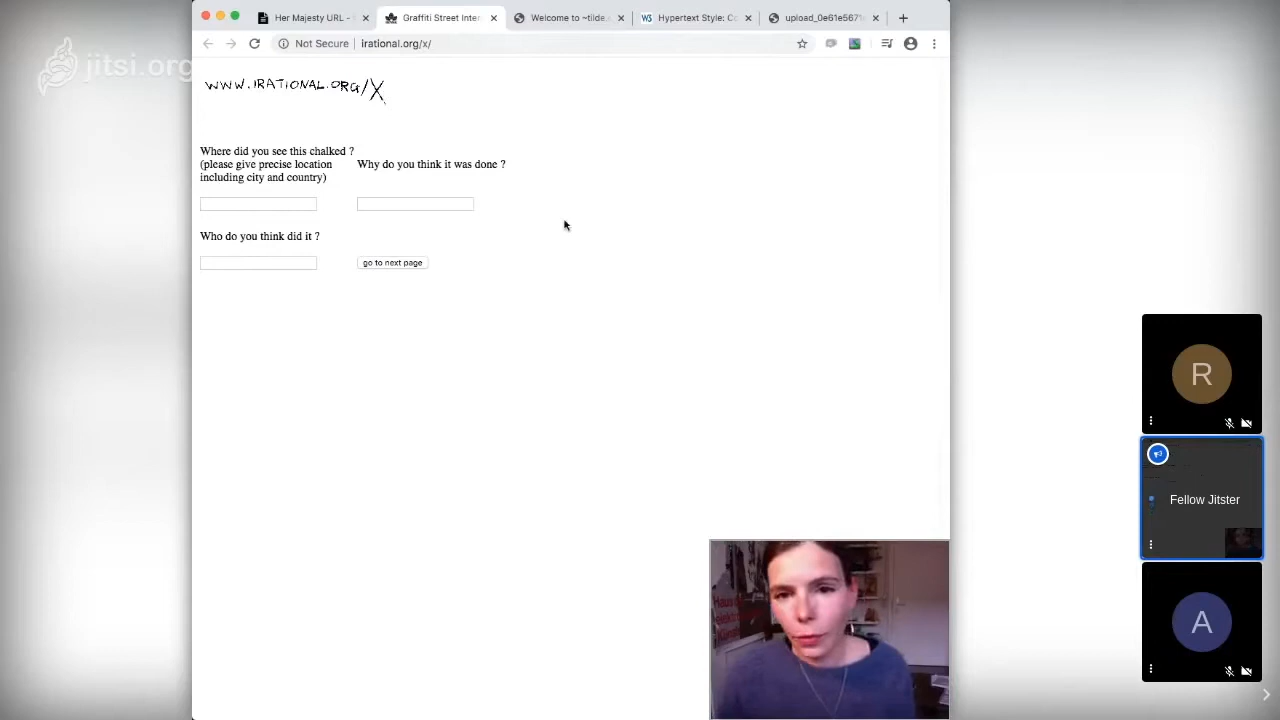 jitsi.org
Her Majesty URL -
Graffiti Street Inter
Welcome to ~tilde.
Hypertext Style: Co
upload_0e61e5671
Not Secure
irational.org/x/
WWW.IRATIONAL.ORG/X
Where did you see this chalked ?
(please give precise location
including city and country)
Why do you think it was done ?
Who do you think did it ?
go to next page
R
Fellow Jitster
A